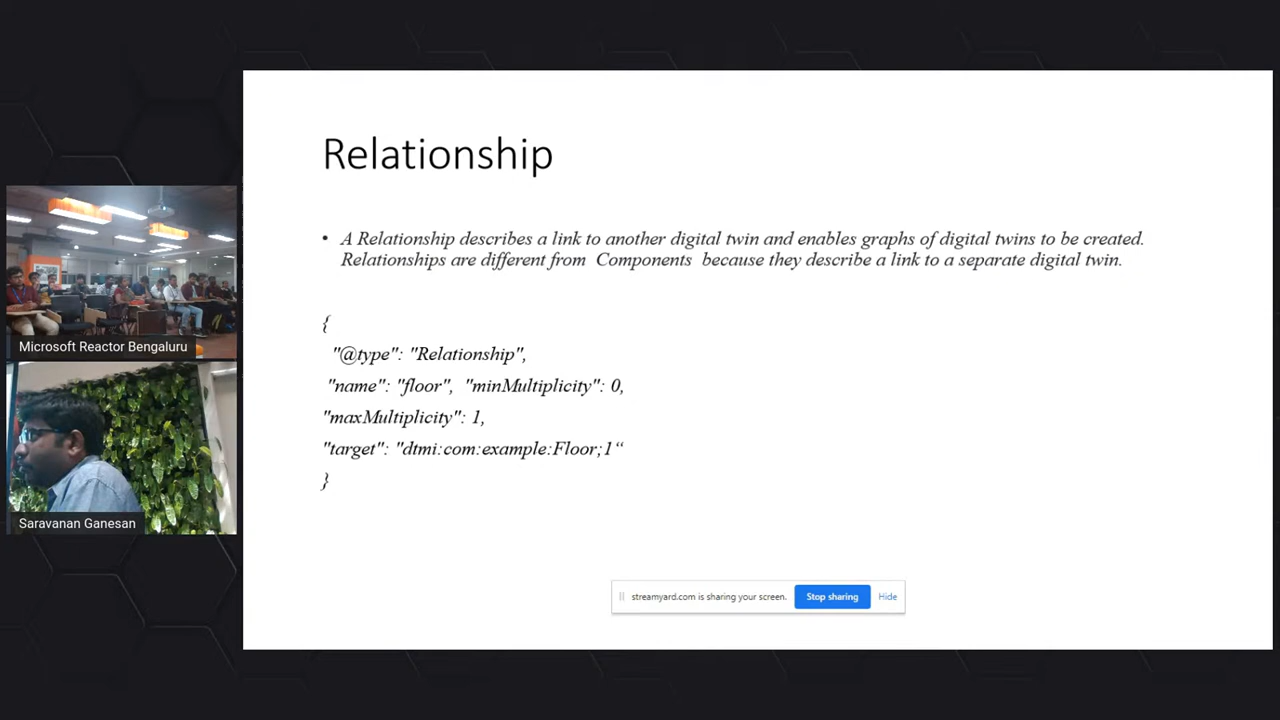 Relationship
• A Relationship describes a link to another digital twin and enables graphs of digital twins to be created.
Relationships are different from Components because they describe a link to a separate digital twin.
{
"@type": "Relationship",
"name": "floor", "minMultiplicity": 0,
"maxMultiplicity": 1,
"target": "dtmi:com:example:Floor;1“
}
Microsoft Reactor Bengaluru
Saravanan Ganesan
streamyard.com is sharing your screen. Stop sharing Hide